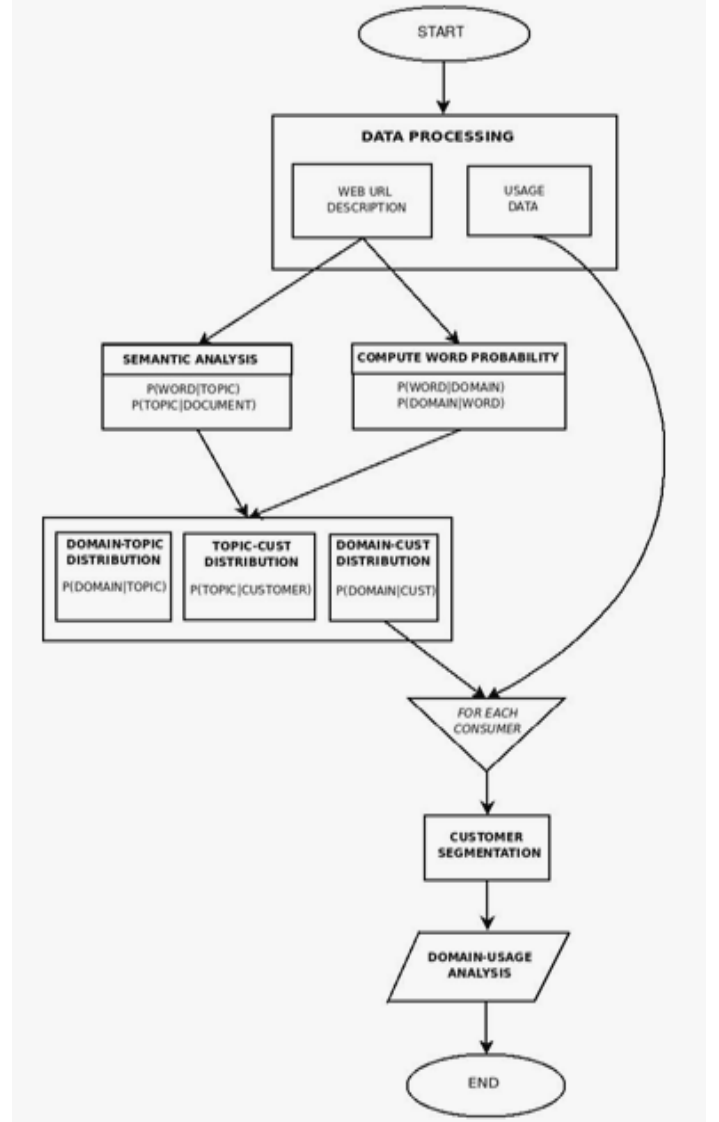 START
DATA PROCESSING
WEB URL
DESCRIPTION
USAGE
DATA
SEMANTIC ANALYSIS
P(WORD|TOPIC)
P(TOPIC|DOCUMENT)
COMPUTE WORD PROBABILITY
P(WORD|DOMAIN)
P(DOMAIN|WORD)
DOMAIN-TOPIC
DISTRIBUTION
P(DOMAIN|TOPIC)
TOPIC-CUST
DISTRIBUTION
P(TOPIC|CUSTOMER)
DOMAIN-CUST
DISTRIBUTION
P(DOMAIN|CUST)
FOR EACH
CONSUMER
CUSTOMER
SEGMENTATION
DOMAIN-USAGE
ANALYSIS
END